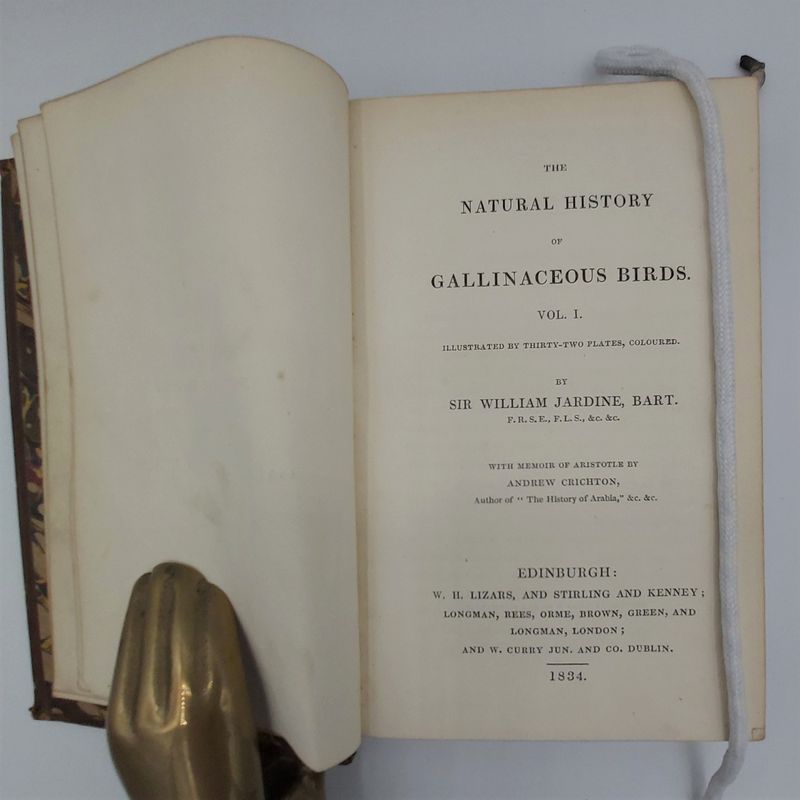 THE
NATURAL HISTORY
OF
GALLINACEOUS BIRDS.
VOL. I.
ILLUSTRATED BY THIRTY-TWO PLATES, COLOURED.
BY
SIR WILLIAM JARDINE, BART.
F. R. S. E., F. L. S., &c. &c.
WITH MEMOIR OF ARISTOTLE BY
ANDREW CRICHTON,
Author of "The History of Arabia," &c. &c.
EDINBURGH:
W. H. LIZARS, AND STIRLING AND KENNEY;
LONGMAN, REES, ORME, BROWN, GREEN, AND
LONGMAN, LONDON;
AND W. CURRY JUN. AND CO. DUBLIN.
1834.